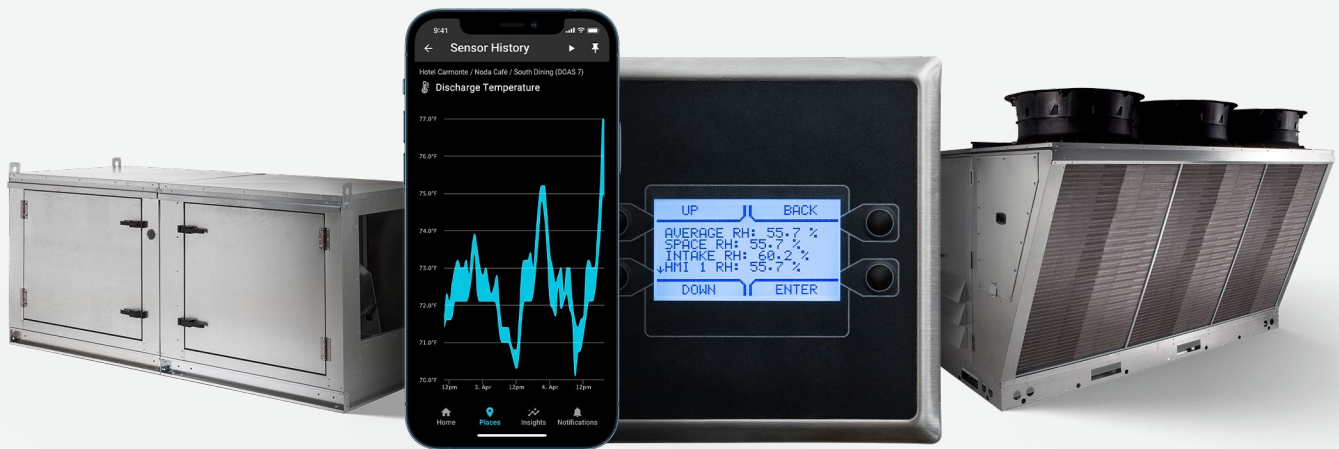 9:41
Sensor History
Hotel Carmonte / Noda Café / South Dining (DOAS 7)
Discharge Temperature
77.0°F
76.0°F
75.0°F
74.0°F
73.0°F
72.0°F
71.0°F
70.0°F
12pm 3. Apr 12pm 4. Apr 12pm
Home Places Insights Notifications
UP BACK
AVERAGE RH: 55.7 %
SPACE RH: 55.7 %
INTAKE RH: 60.2 %
↓HMI 1 RH: 55.7 %
DOWN ENTER